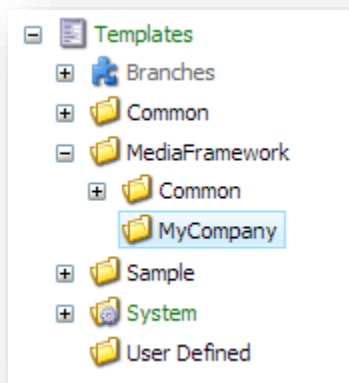 Templates
Branches
Common
MediaFramework
Common
MyCompany
Sample
System
User Defined